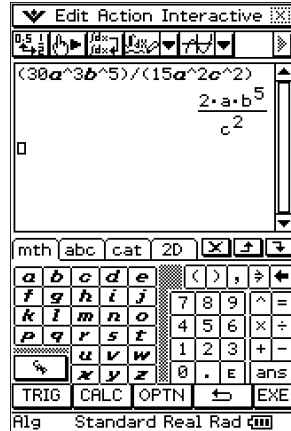 Edit Action Interactive
(30a^3b^5)/(15a^2c^2)
2·a·b^5
c^2
mth abc cat 2D
a b c d e ( ) , ⇒
f g h i j 7 8 9 ^ =
k l m n o 4 5 6 × ÷
p q r s t 1 2 3 + −
u v w 0 . E ans
x y z
TRIG CALC OPTN EXE
Alg Standard Real Rad